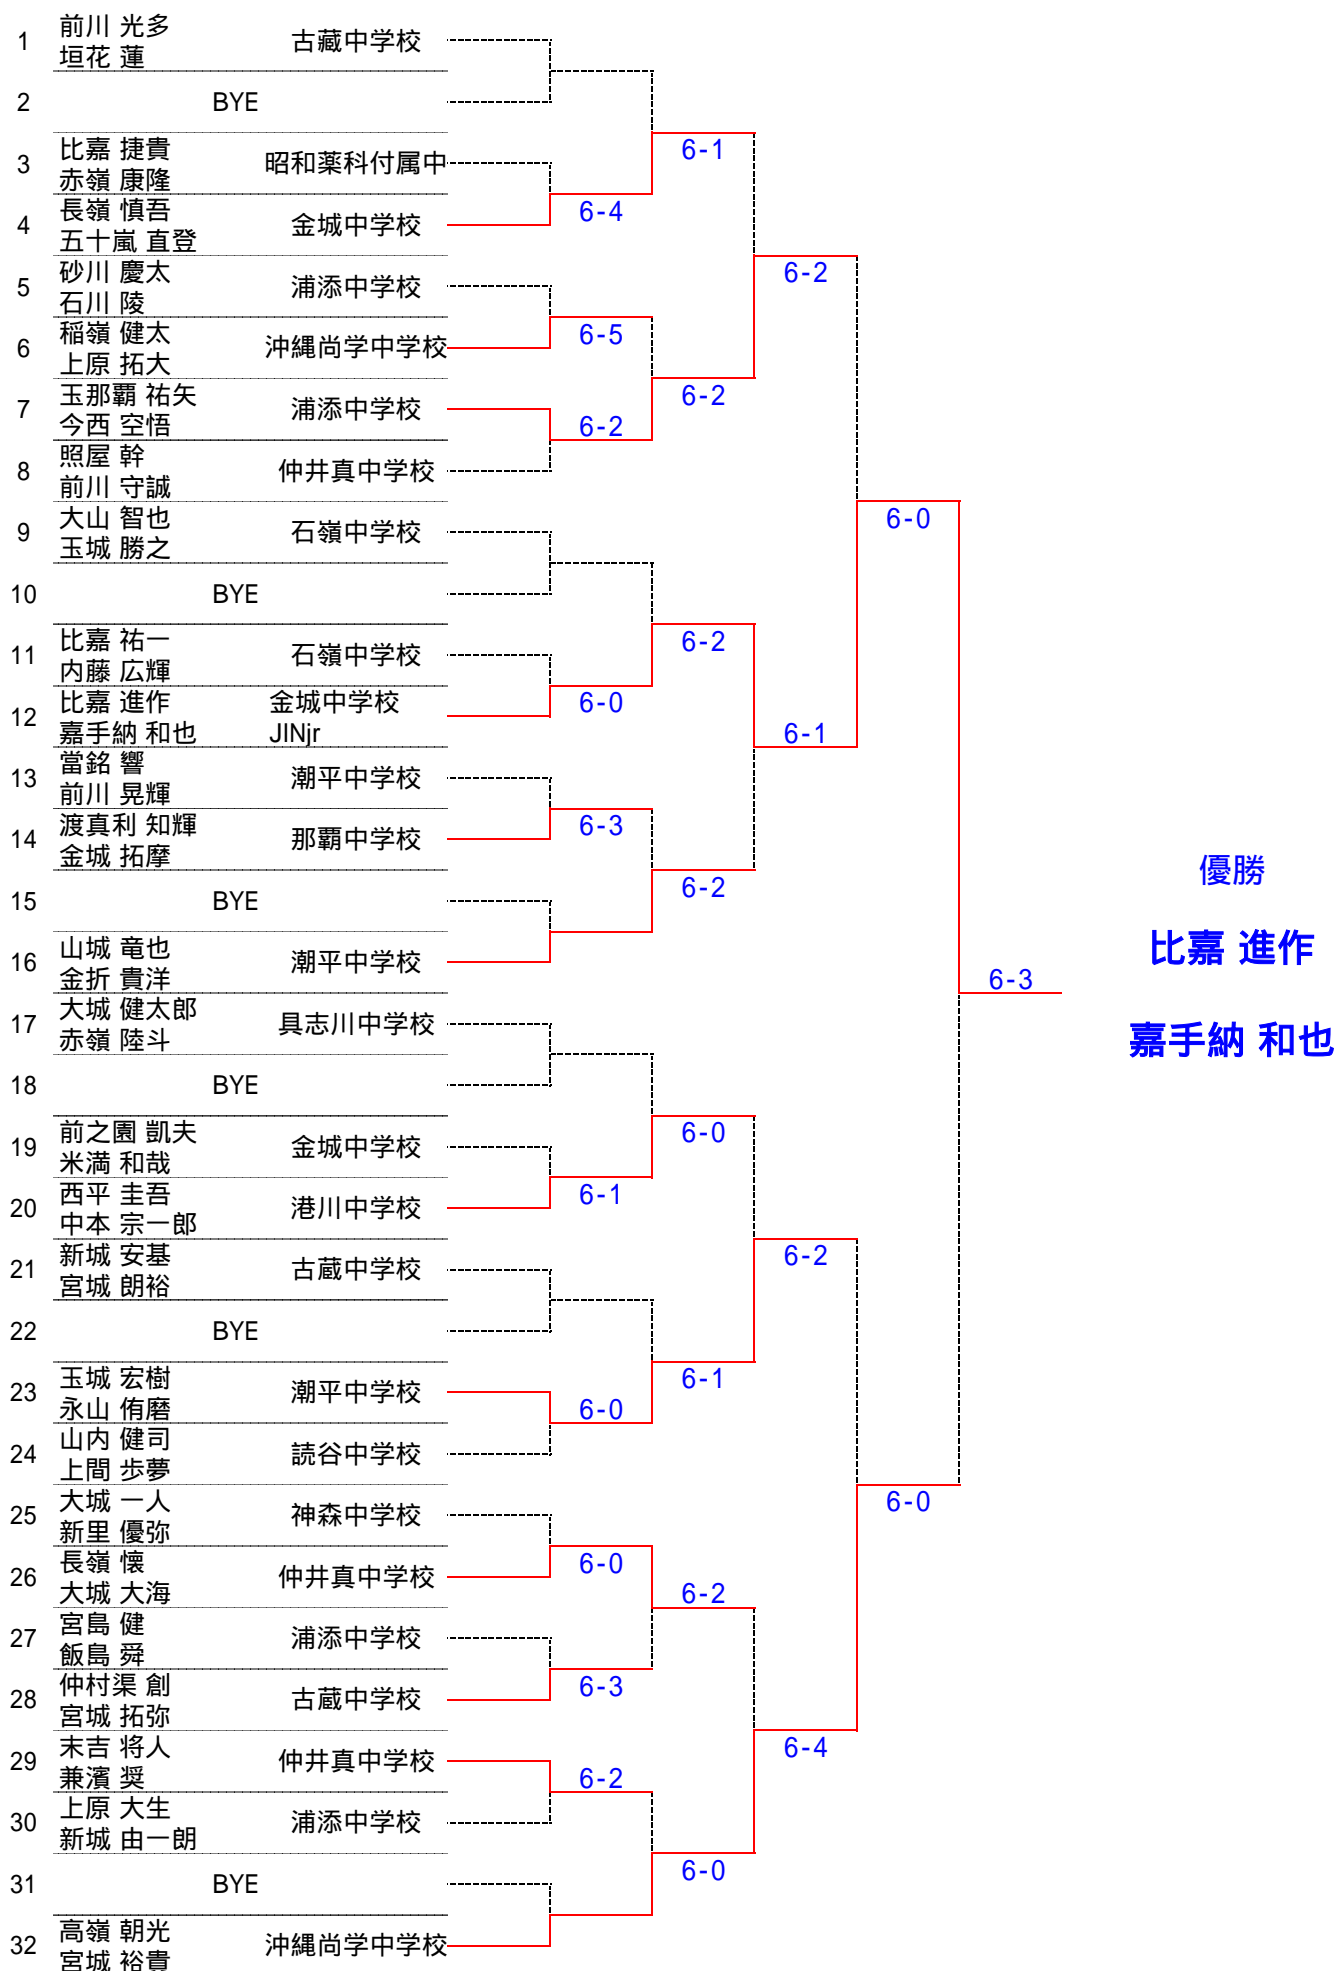 1 前川 光多 古藏中学校
垣花 蓮
2 BYE
3 比嘉 捷貴 昭和薬科付属中
赤嶺 康隆
6-1
4 長嶺 慎吾 金城中学校
五十嵐 直登
6-4
5 砂川 慶太 浦添中学校
石川 陵
6-2
6 稲嶺 健太 沖縄尚学中学校
上原 拓大
6-5
7 玉那覇 祐矢 浦添中学校
今西 空悟
6-2
6-2
8 照屋 幹 仲井真中学校
前川 守誠
9 大山 智也 石嶺中学校
玉城 勝之
6-0
10 BYE
11 比嘉 祐一 石嶺中学校
内藤 広輝
6-2
12 比嘉 進作 金城中学校
嘉手納 和也 JINjr
6-0
6-1
13 當銘 響 潮平中学校
前川 晃輝
14 渡真利 知輝 那覇中学校
金城 拓摩
6-3
15 BYE
6-2
優勝
16 山城 竜也 潮平中学校
金折 貴洋
比嘉 進作
6-3
17 大城 健太郎 具志川中学校
赤嶺 陸斗
嘉手納 和也
18 BYE
19 前之園 凱夫 金城中学校
米満 和哉
6-0
20 西平 圭吾 港川中学校
中本 宗一郎
6-1
21 新城 安基 古蔵中学校
宮城 朗裕
6-2
22 BYE
23 玉城 宏樹 潮平中学校
永山 侑磨
6-1
6-0
24 山内 健司 読谷中学校
上間 歩夢
25 大城 一人 神森中学校
新里 優弥
6-0
26 長嶺 懐 仲井真中学校
大城 大海
6-0
6-2
27 宮島 健 浦添中学校
飯島 舜
28 仲村渠 創 古蔵中学校
宮城 拓弥
6-3
29 末吉 将人 仲井真中学校
兼濱 奨
6-4
6-2
30 上原 大生 浦添中学校
新城 由一朗
31 BYE
6-0
32 高嶺 朝光 沖縄尚学中学校
宮城 裕貴